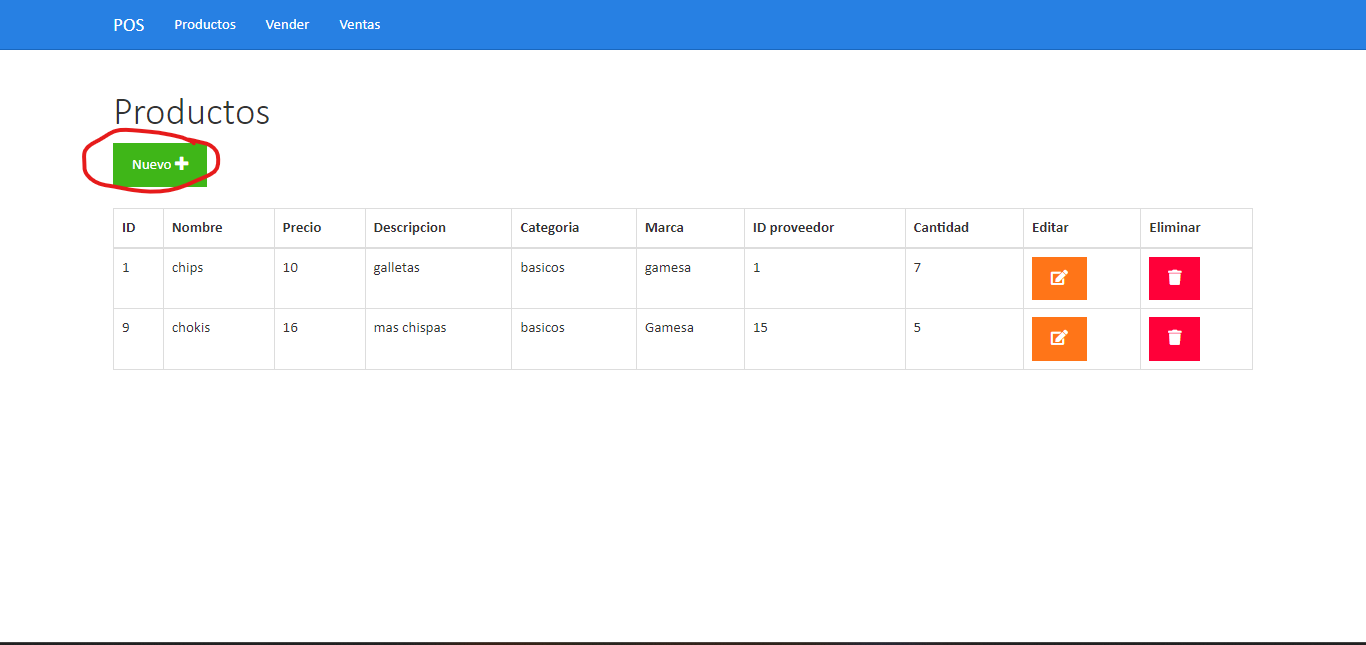 POS Productos Vender Ventas
Productos
Nuevo
ID Nombre Precio Descripcion Categoria Marca ID proveedor Cantidad Editar Eliminar
1 chips 10 galletas basicos gamesa 1 7
9 chokis 16 mas chispas basicos Gamesa 15 5